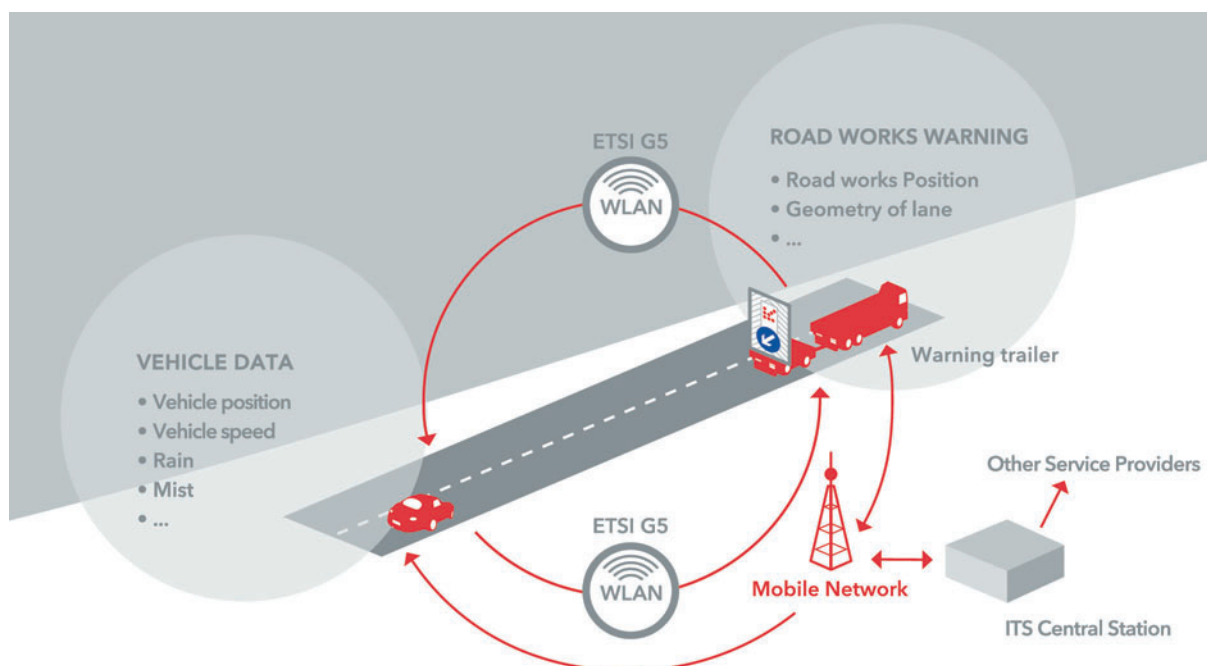 ETSI G5
WLAN
ROAD WORKS WARNING
• Road works Position
• Geometry of lane
• ...
VEHICLE DATA
• Vehicle position
• Vehicle speed
• Rain
• Mist
• ...
Warning trailer
ETSI G5
WLAN
Mobile Network
Other Service Providers
ITS Central Station